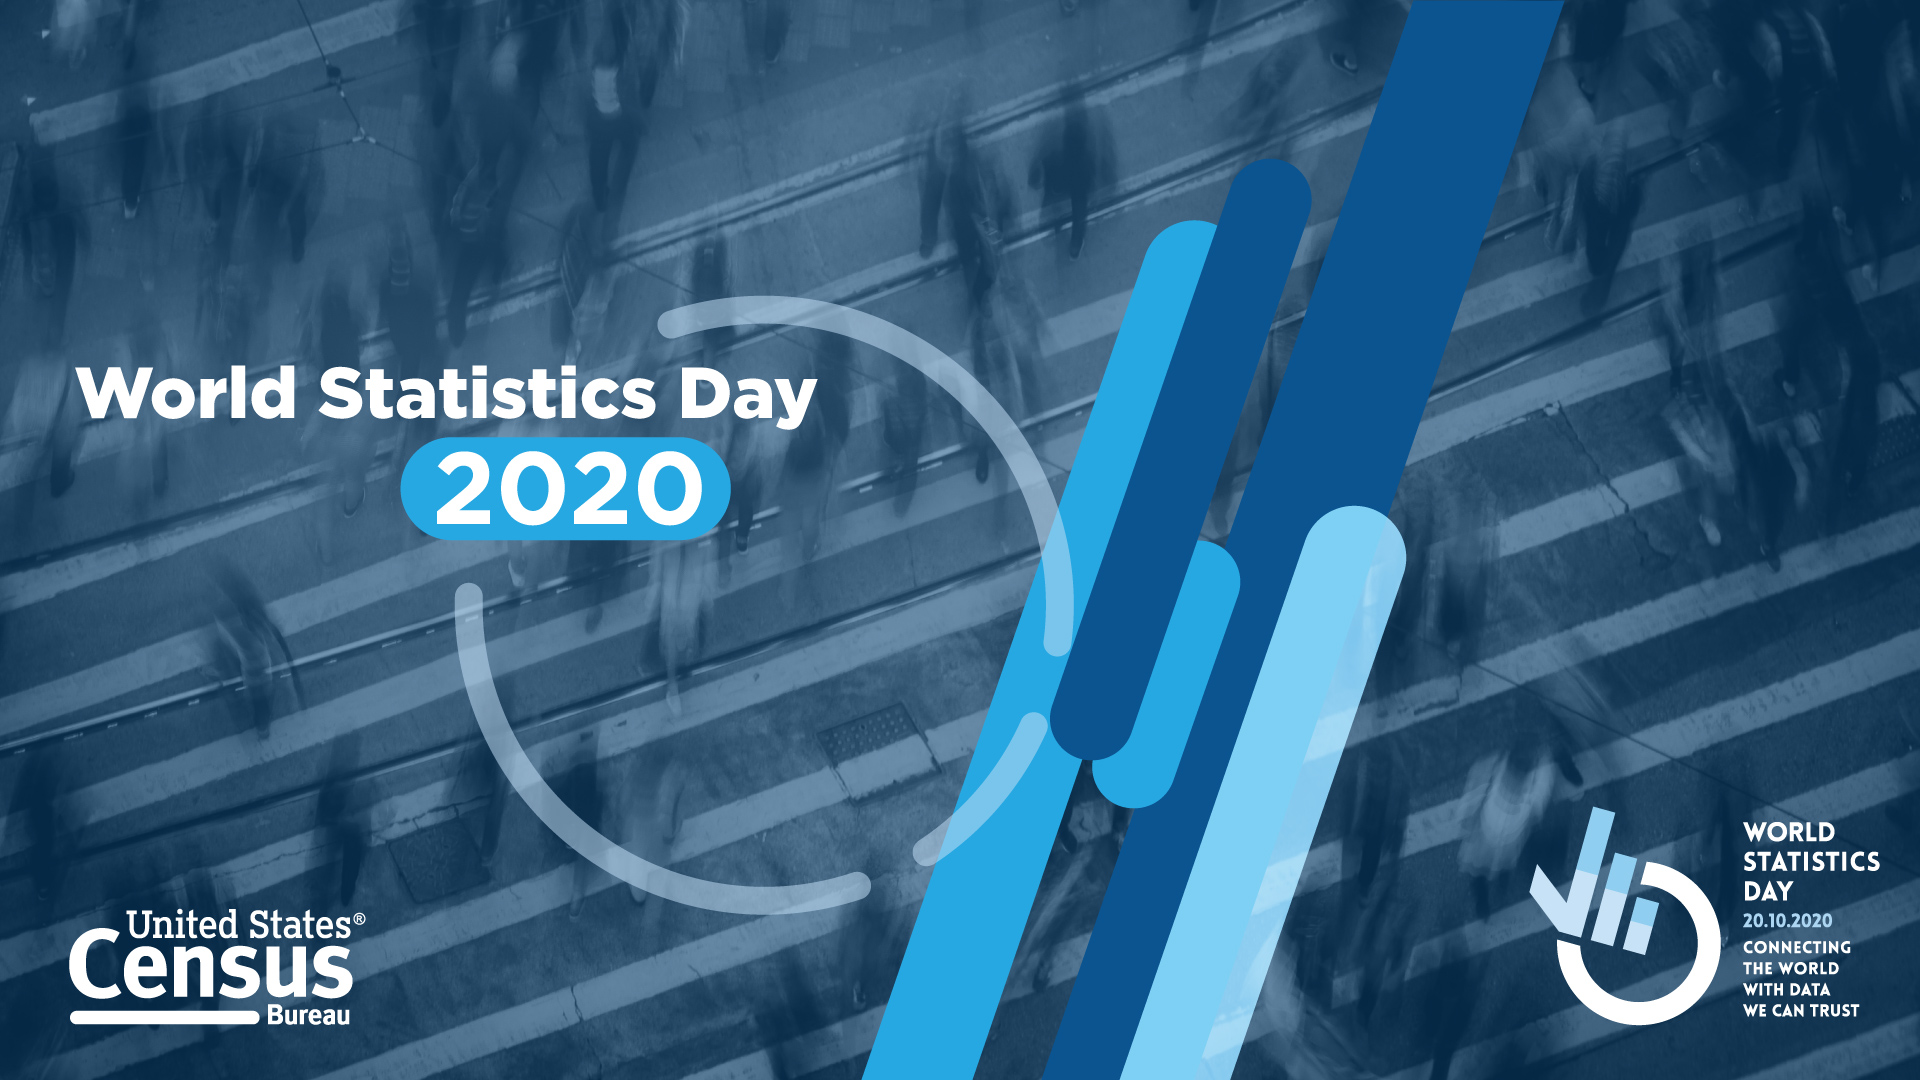 World Statistics Day
2020
United States®
Census
Bureau
WORLD
STATISTICS
DAY
20.10.2020
CONNECTING
THE WORLD
WITH DATA
WE CAN TRUST